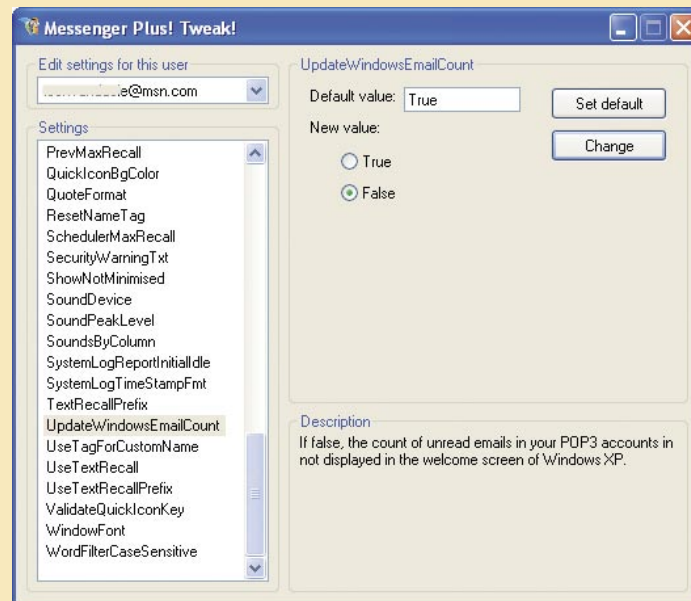 Messenger Plus! Tweak!
Edit settings for this user
e@msn.com
Settings
PrevMaxRecall
QuickIconBgColor
QuoteFormat
ResetNameTag
SchedulerMaxRecall
SecurityWarningTxt
ShowNotMinimised
SoundDevice
SoundPeakLevel
SoundsByColumn
SystemLogReportInitialIdle
SystemLogTimeStampFmt
TextRecallPrefix
UpdateWindowsEmailCount
UseTagForCustomName
UseTextRecall
UseTextRecallPrefix
ValidateQuickIconKey
WindowFont
WordFilterCaseSensitive
UpdateWindowsEmailCount
Default value: True
Set default
New value:
Change
True
False
Description
If false, the count of unread emails in your POP3 accounts in
not displayed in the welcome screen of Windows XP.